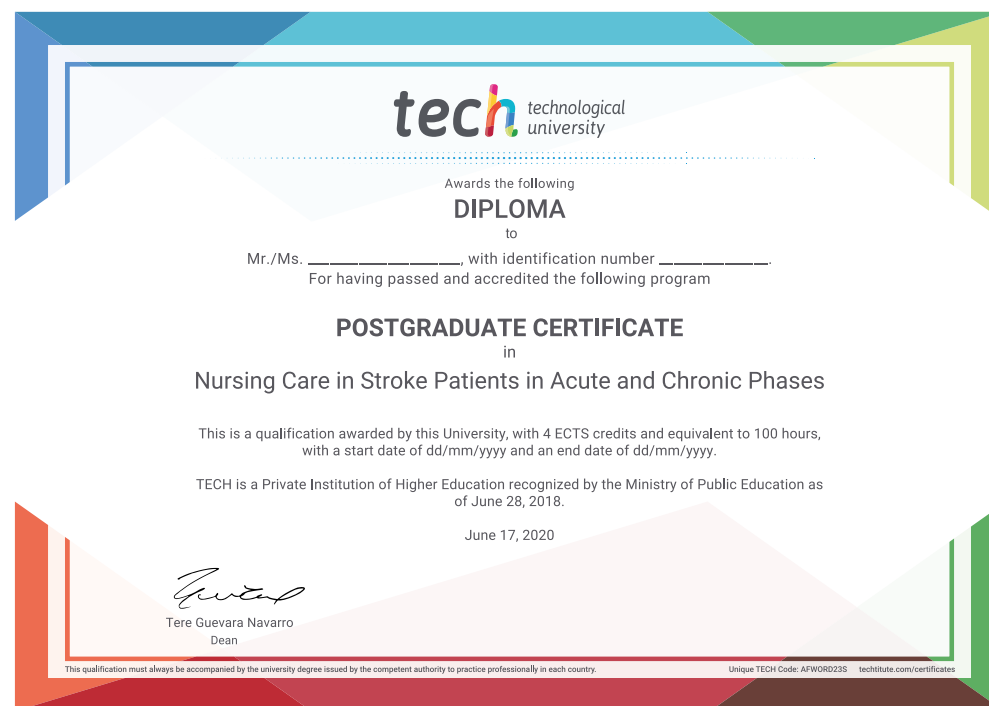 tech technological
university
Awards the following
DIPLOMA
to
Mr./Ms. ____________________, with identification number ______________.
For having passed and accredited the following program
POSTGRADUATE CERTIFICATE
in
Nursing Care in Stroke Patients in Acute and Chronic Phases
This is a qualification awarded by this University, with 4 ECTS credits and equivalent to 100 hours,
with a start date of dd/mm/yyyy and an end date of dd/mm/yyyy.
TECH is a Private Institution of Higher Education recognized by the Ministry of Public Education as
of June 28, 2018.
June 17, 2020
Tere Guevara Navarro
Dean
This qualification must always be accompanied by the university degree issued by the competent authority to practice professionally in each country.
Unique TECH Code: AFWORD23S techtitute.com/certificates